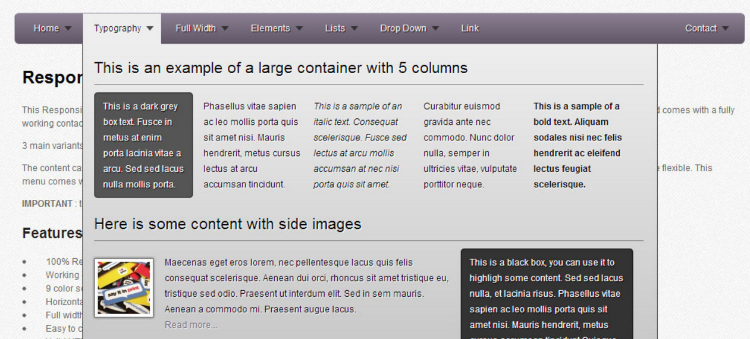 Home Typography Full Width Elements Lists Drop Down Link Contact
This is an example of a large container with 5 columns
This is a dark grey
box text. Fusce in
metus at enim
porta lacinia vitae a
arcu. Sed sed lacus
nulla mollis porta.
Phasellus vitae sapien
ac leo mollis porta quis
sit amet nisi. Mauris
hendrerit, metus cursus
lectus at arcu
accumsan tincidunt.
This is a sample of an
italic text. Consequat
scelerisque. Fusce sed
lectus at arcu mollis
accumsan at nec nisi
porta quis sit amet.
Curabitur euismod
gravida ante nec
commodo. Nunc dolor
nulla, semper in
ultricies vitae, vulputate
porttitor neque.
This is a sample of a
bold text. Aliquam
sodales nisi nec felis
hendrerit ac eleifend
lectus feugiat
scelerisque.
Here is some content with side images
Maecenas eget eros lorem, nec pellentesque lacus quis felis
consequat scelerisque. Aenean dui orci, rhoncus sit amet tristique eu,
tristique sed odio. Praesent ut interdum elit. Sed in sem mauris.
Aenean a commodo mi. Praesent augue lacus.
Read more...
This is a black box, you can use it to
highligh some content. Sed sed lacus
nulla, et lacinia risus. Phasellus vitae
sapien ac leo mollis porta quis sit
amet nisi. Mauris hendrerit, metus
Respon
This Responsi
working contac
3 main variants
The content ca
menu comes w
IMPORTANT : t
Features
100% Re
Working
9 color s
Horizonta
Full width
Easy to c
d comes with a fully
e flexible. This